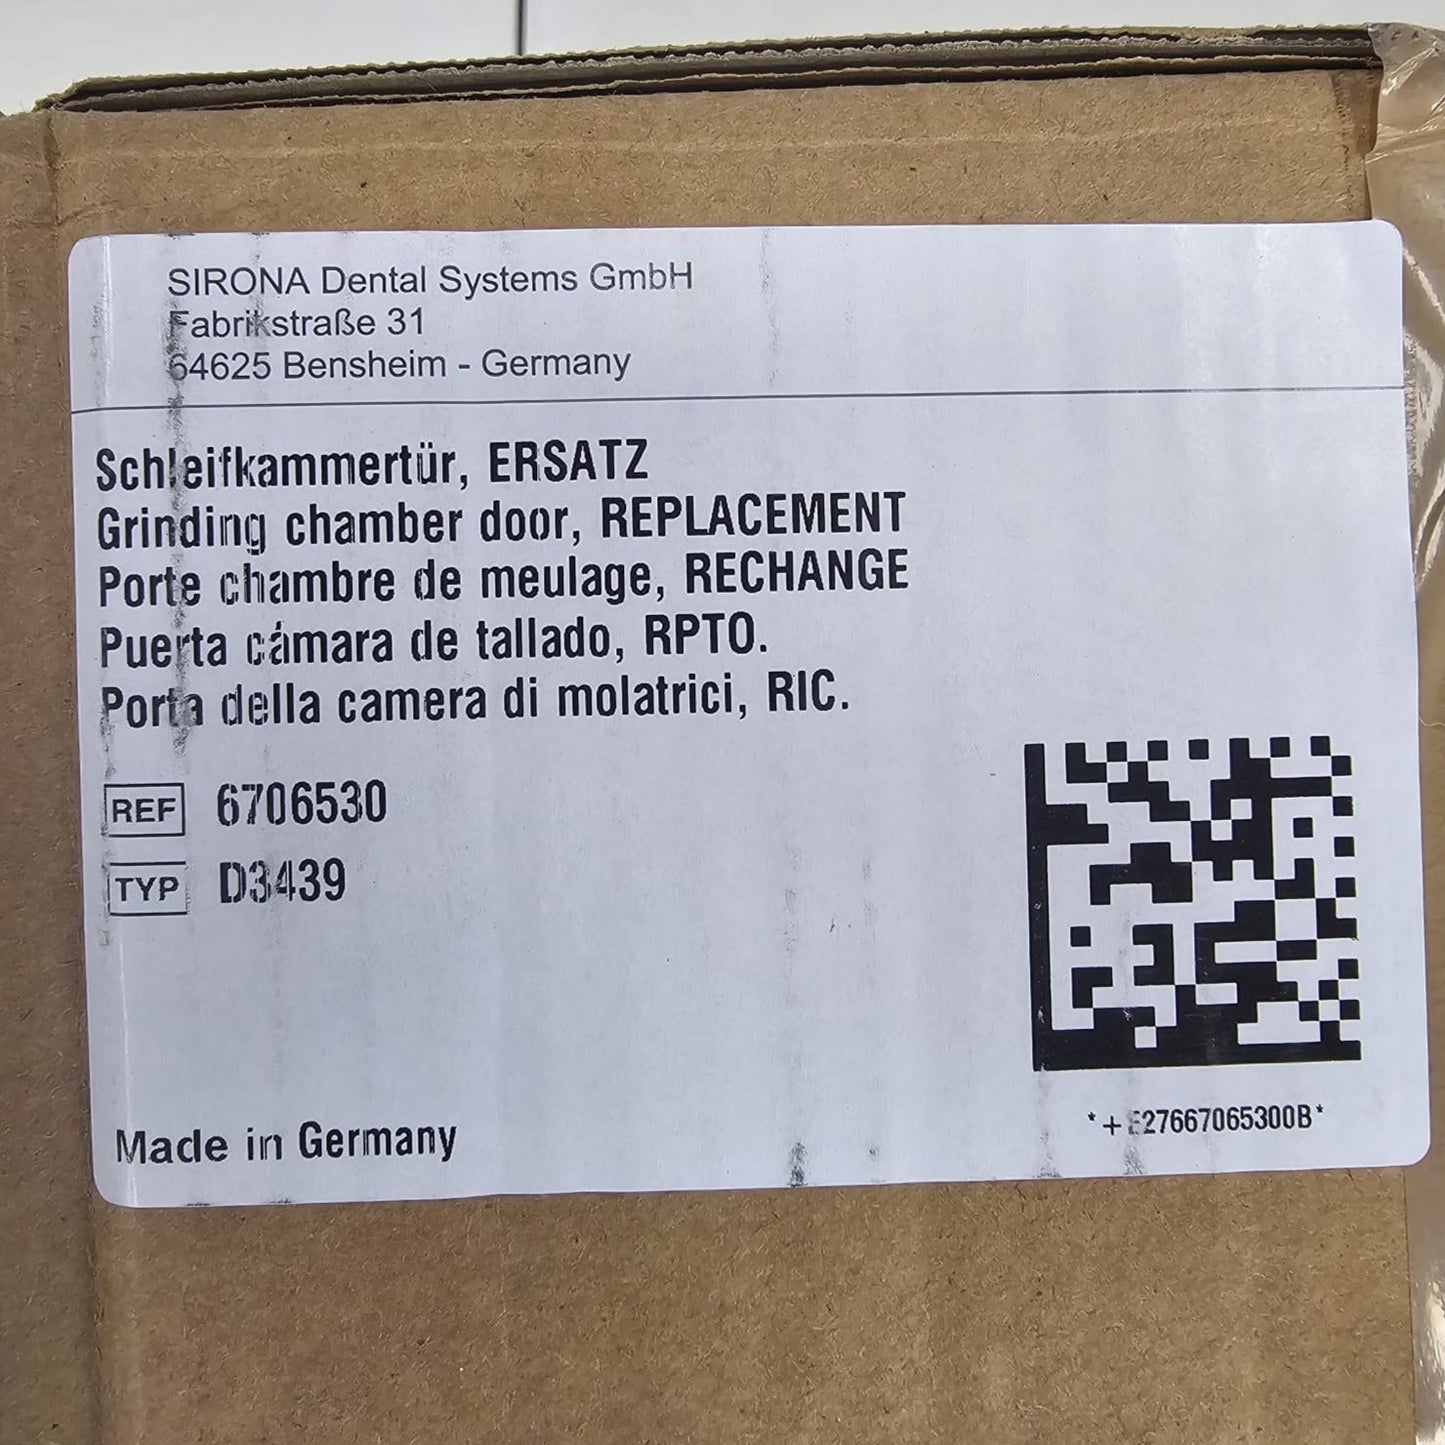 SIRONA Dental Systems GmbH
Fabrikstraße 31
64625 Bensheim - Germany
Schleifkammertür, ERSATZ
Grinding chamber door, REPLACEMENT
Porte chambre de meulage, RECHANGE
Puerta cámara de tallado, RPTO.
Porta della camera di molatrici, RIC.
REF 6706530
TYP D3439
Made in Germany
*+E27667065300B*